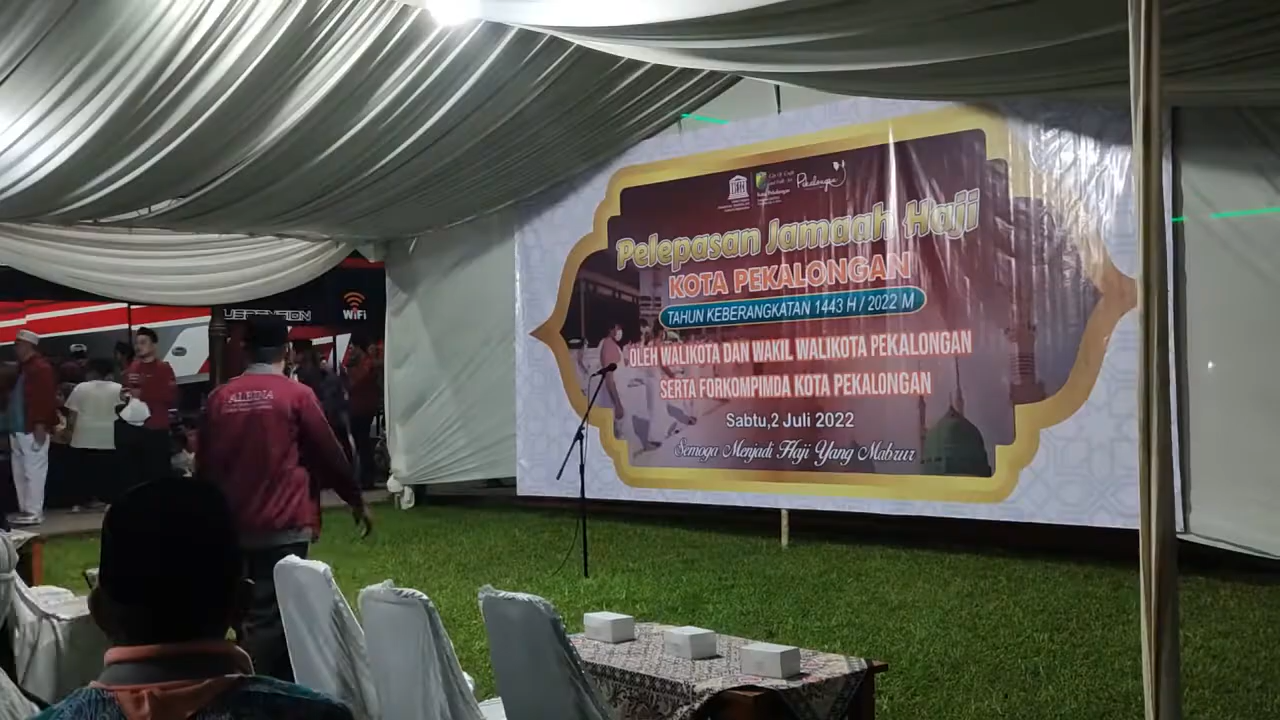 Pekalongan
Pelepasan Jamaah Haji
KOTA PEKALONGAN
TAHUN KEBERANGKATAN 1443 H / 2022 M
OLEH WALIKOTA DAN WAKIL WALIKOTA PEKALONGAN
SERTA FORKOMPIMDA KOTA PEKALONGAN
Sabtu,2 Juli 2022
Semoga Menjadi Haji Yang Mabrur
WiFi